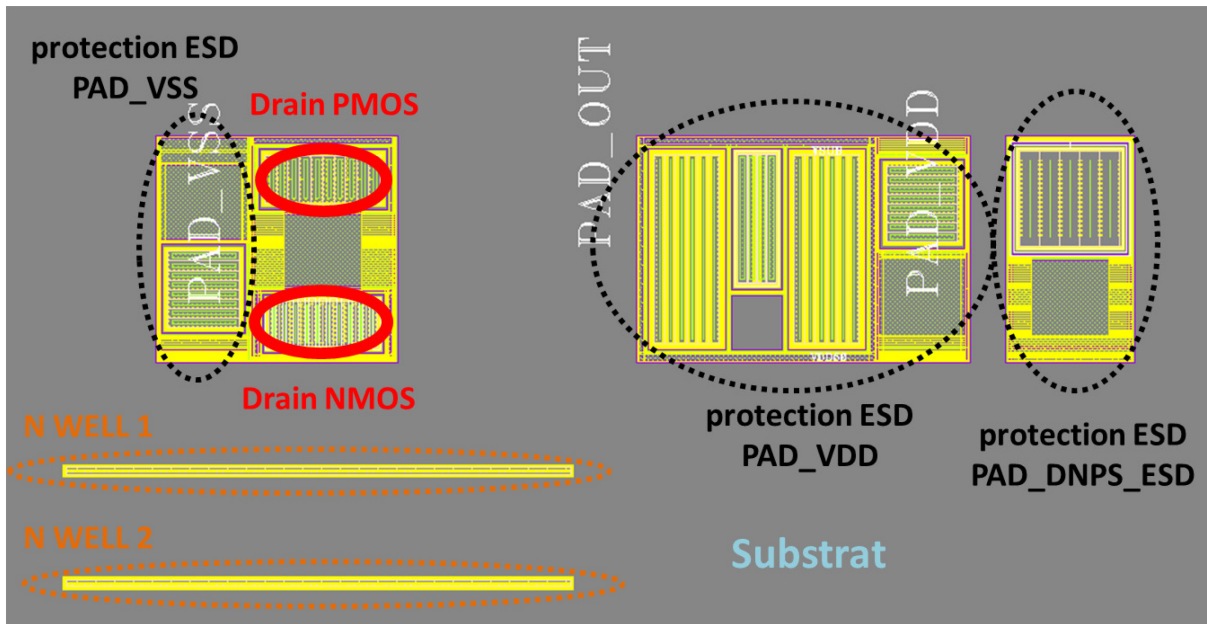 protection ESD
PAD_VSS
PAD_VSS
Drain PMOS
Drain NMOS
PAD_OUT
PAD_VDD
protection ESD
PAD_VDD
protection ESD
PAD_DNPS_ESD
N WELL 1
N WELL 2
Substrat